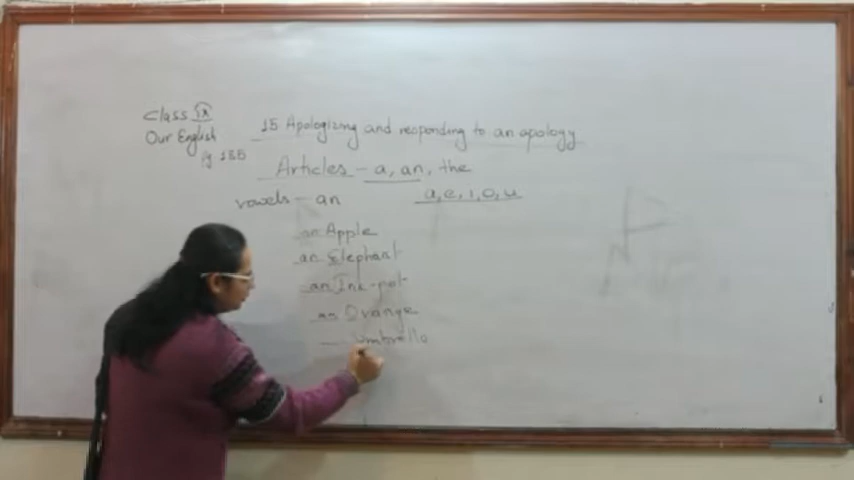 Class IX
Our English
pg 155
15 Apologizing and responding to an apology
Articles - a, an, the
vowels - an a, e, i, o, u
an Apple
an Elephant
an Ink-pot
an Orange
Umbrella